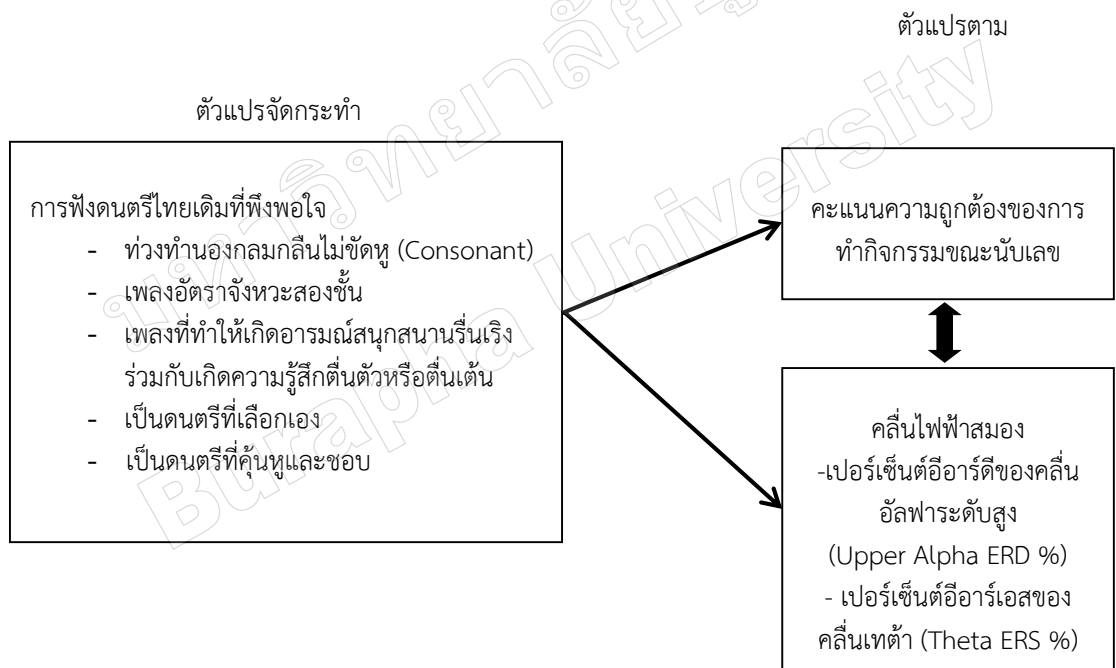 ตัวแปรตาม
ตัวแปรจัดกระทำ
การฟังดนตรีไทยเดิมที่พึงพอใจ
- ท่วงทำนองกลมกลืนไม่ขัดหู (Consonant)
- เพลงอัตราจังหวะสองชั้น
- เพลงที่ทำให้เกิดอารมณ์สนุกสนานรื่นเริง
ร่วมกับเกิดความรู้สึกตื่นตัวหรือตื่นเต้น
- เป็นดนตรีที่เลือกเอง
- เป็นดนตรีที่คุ้นหูและชอบ
คะแนนความถูกต้องของการ
ทำกิจกรรมขณะนับเลข
คลื่นไฟฟ้าสมอง
-เปอร์เซ็นต์อีอาร์ดีของคลื่น
อัลฟาระดับสูง
(Upper Alpha ERD %)
- เปอร์เซ็นต์อีอาร์เอสของ
คลื่นเทต้า (Theta ERS %)
มหาวิทยาลัย
Burapha University